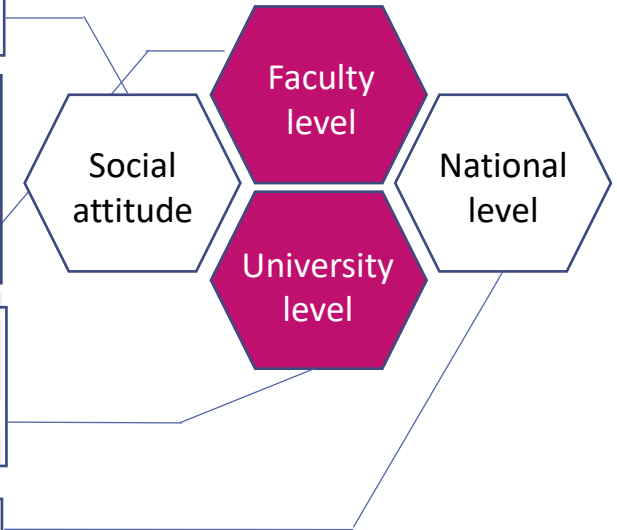 Faculty
level
Social
attitude
National
level
University
level